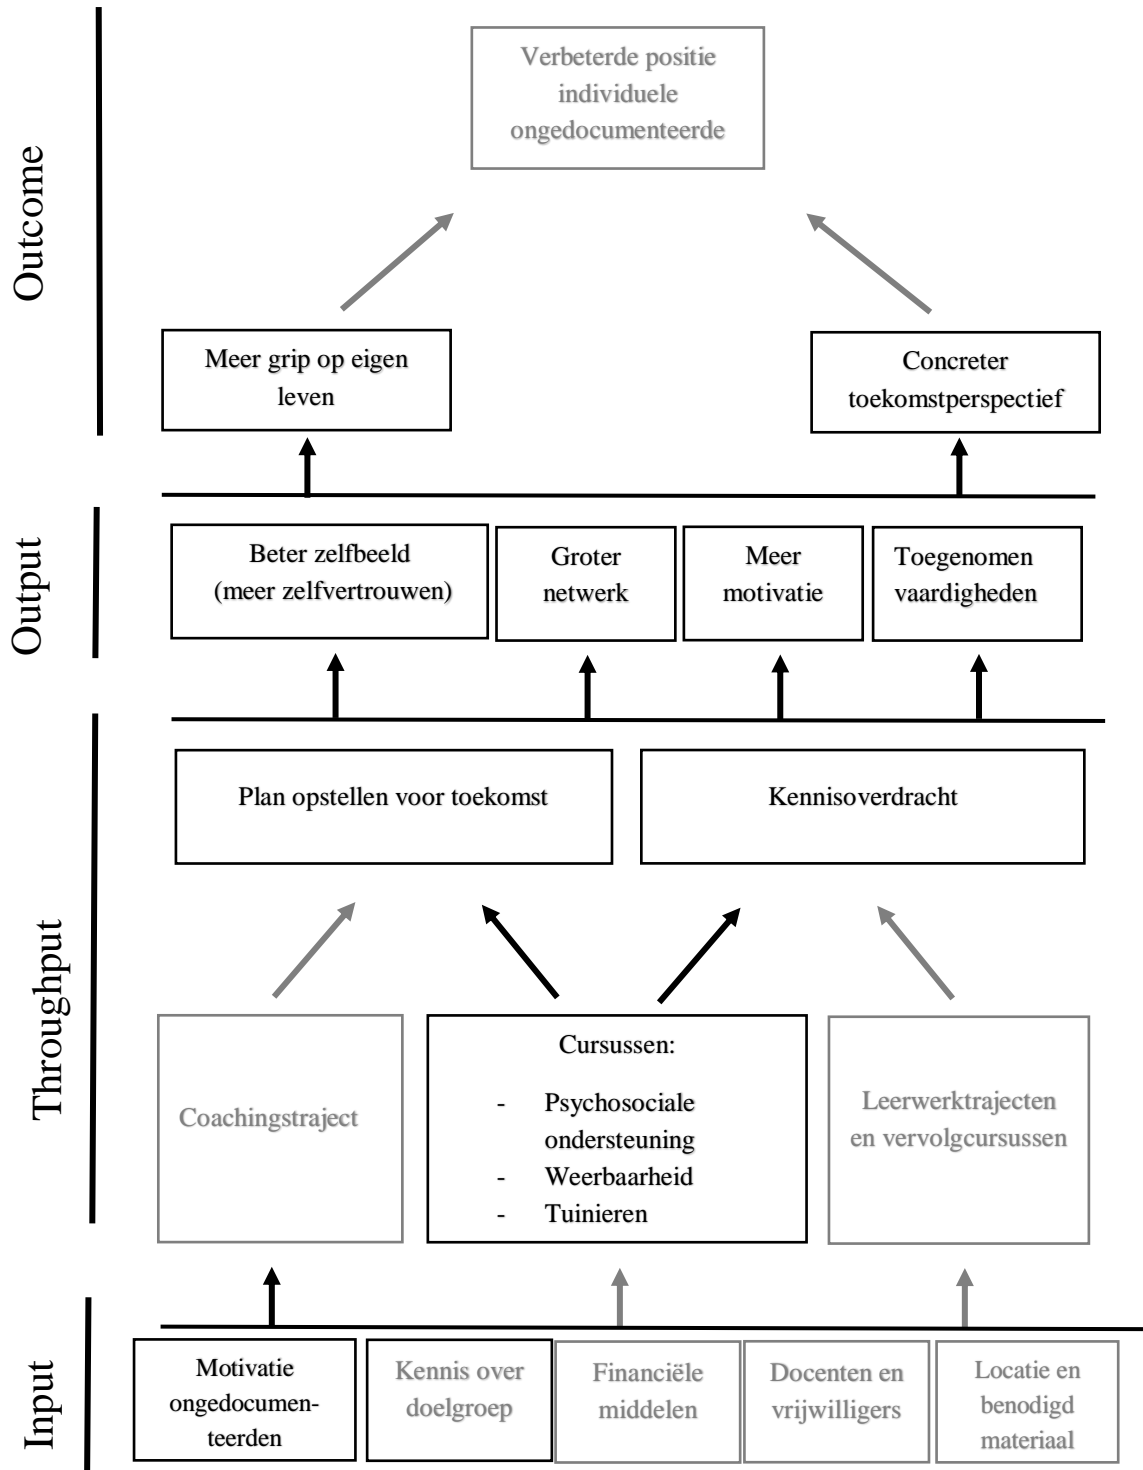 Outcome
Verbeterde positie
individuele
ongedocumenteerde
Meer grip op eigen
leven
Concreter
toekomstperspectief
Output
Beter zelfbeeld
(meer zelfvertrouwen)
Groter
netwerk
Meer
motivatie
Toegenomen
vaardigheden
Throughput
Plan opstellen voor toekomst
Kennisoverdracht
Coachingstraject
Cursussen:
- Psychosociale
ondersteuning
- Weerbaarheid
- Tuinieren
Leerwerktrajecten
en vervolgcursussen
Input
Motivatie
ongedocumen-
teerden
Kennis over
doelgroep
Financiële
middelen
Docenten en
vrijwilligers
Locatie en
benodigd
materiaal